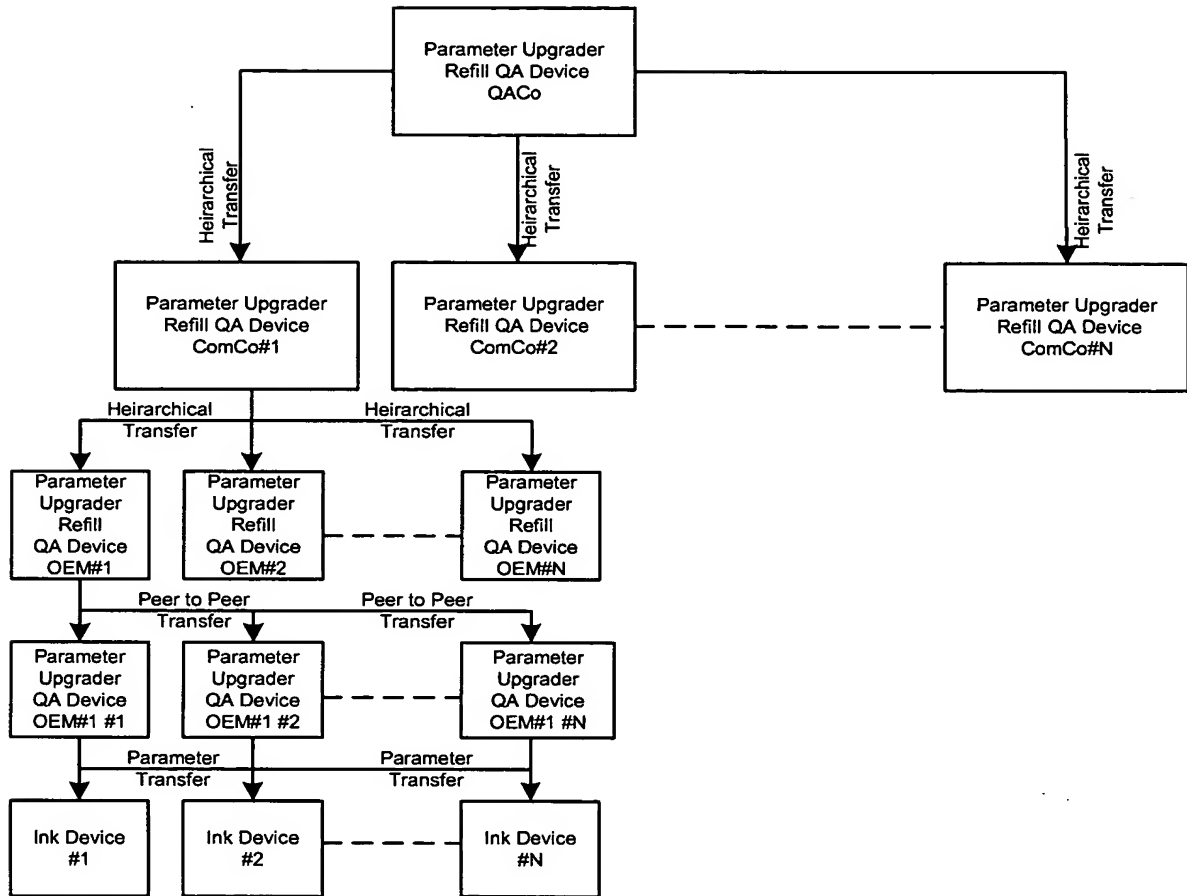 Parameter Upgrader
Refill QA Device
QACo
Heirarchical
Transfer
Heirarchical
Transfer
Heirarchical
Transfer
Parameter Upgrader
Refill QA Device
ComCo#1
Parameter Upgrader
Refill QA Device
ComCo#2
Parameter Upgrader
Refill QA Device
ComCo#N
Heirarchical
Transfer
Heirarchical
Transfer
Parameter
Upgrader
Refill
QA Device
OEM#1
Parameter
Upgrader
Refill
QA Device
OEM#2
Parameter
Upgrader
Refill
QA Device
OEM#N
Peer to Peer
Transfer
Peer to Peer
Transfer
Parameter
Upgrader
QA Device
OEM#1 #1
Parameter
Upgrader
QA Device
OEM#1 #2
Parameter
Upgrader
QA Device
OEM#1 #N
Parameter
Transfer
Parameter
Transfer
Ink Device
#1
Ink Device
#2
Ink Device
#N